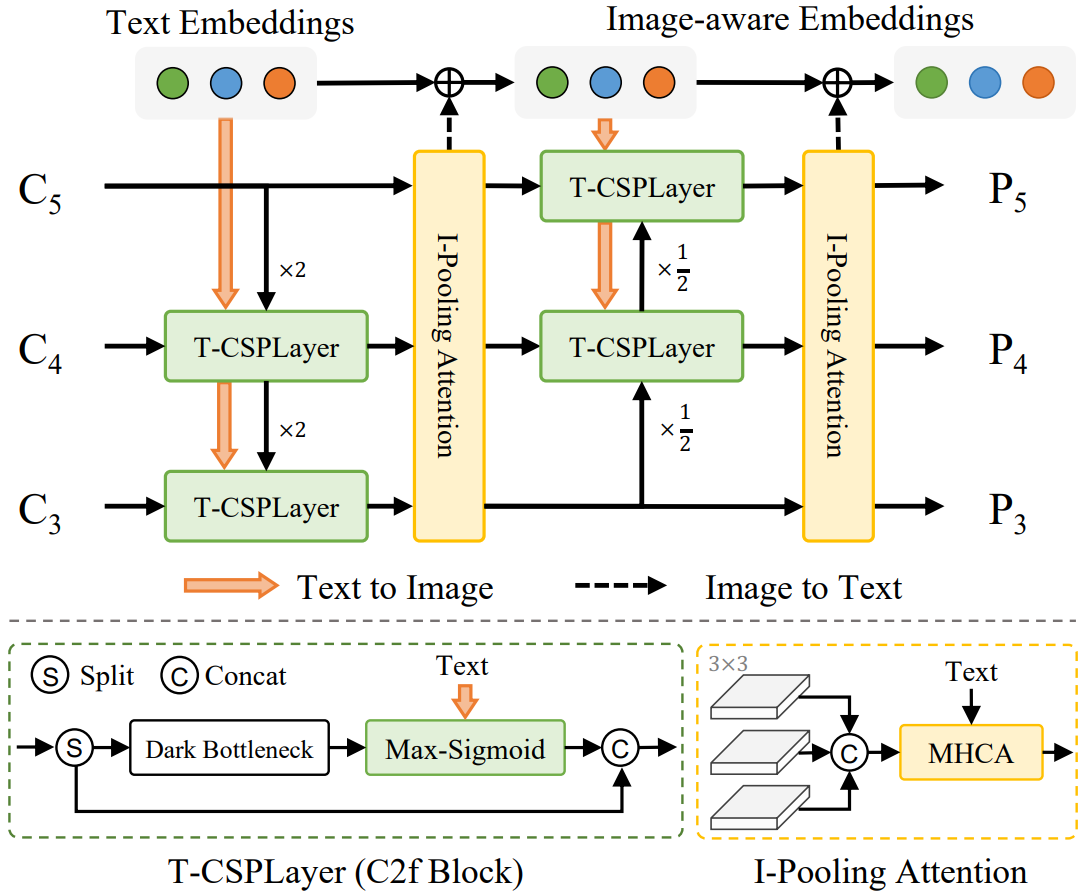 Text Embeddings
Image-aware Embeddings
C5
T-CSPLayer
P5
×2
×1/2
I-Pooling Attention
I-Pooling Attention
C4
T-CSPLayer
T-CSPLayer
P4
×2
×1/2
C3
T-CSPLayer
P3
Text to Image
Image to Text
S Split
C Concat
Text
S
Dark Bottleneck
Max-Sigmoid
C
T-CSPLayer (C2f Block)
3×3
Text
C
MHCA
I-Pooling Attention